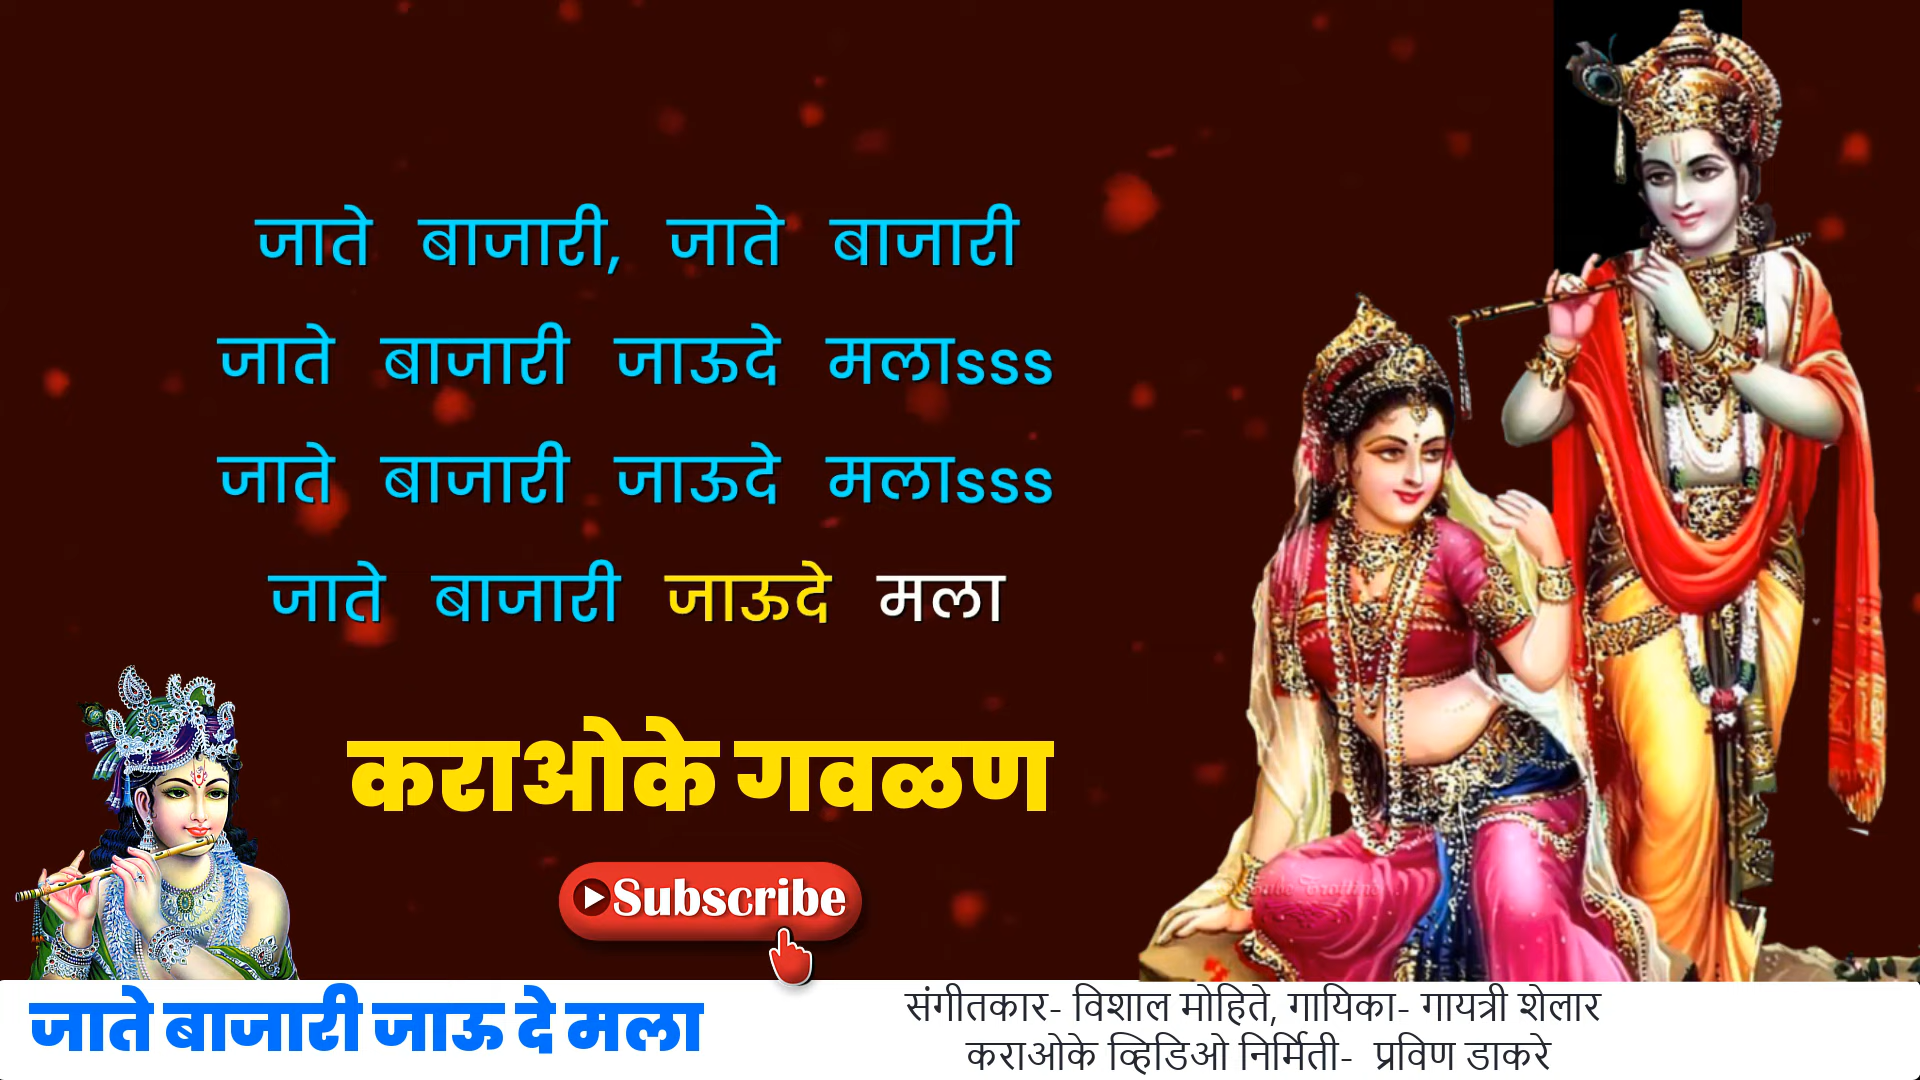 जाते बाजारी, जाते बाजारी
जाते बाजारी जाऊदे मलाsss
जाते बाजारी जाऊदे मलाsss
जाते बाजारी जाऊदे मला
कराओके गवळण
Subscribe
जाते बाजारी जाऊ दे मला
संगीतकार- विशाल मोहिते, गायिका- गायत्री शेलार
कराओके व्हिडिओ निर्मिती- प्रविण डाकरे